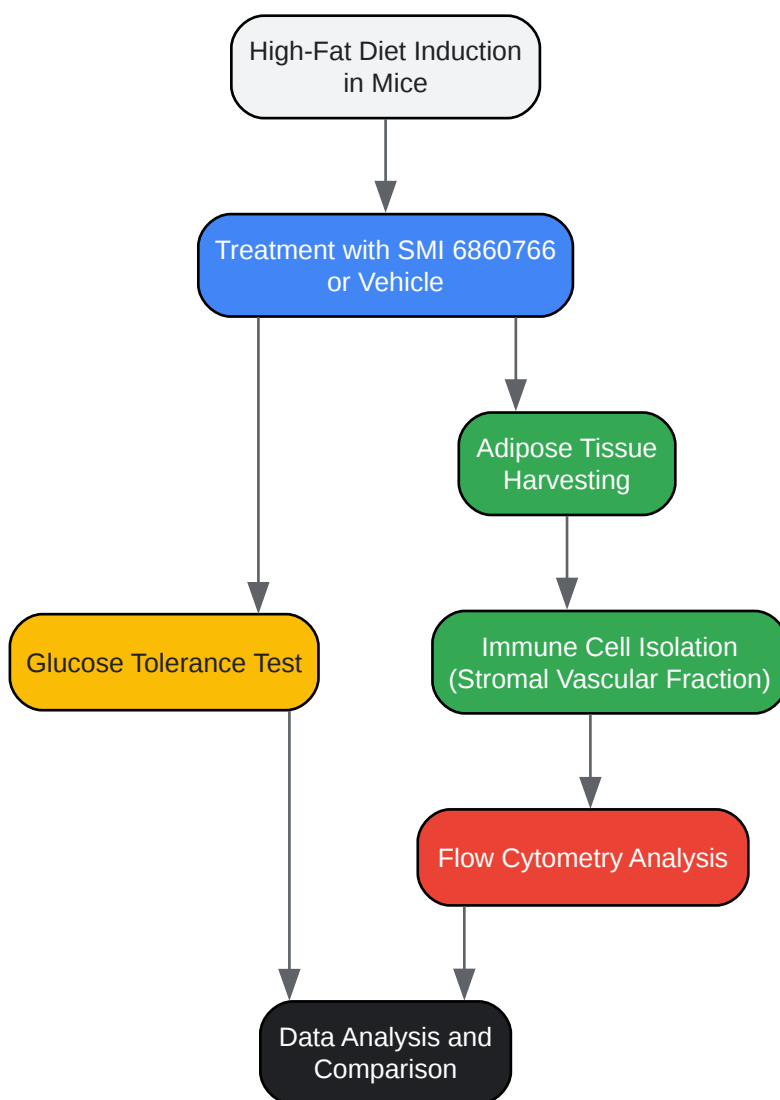 High-Fat Diet Induction
in Mice
Treatment with SMI 6860766
or Vehicle
Adipose Tissue
Harvesting
Glucose Tolerance Test
Immune Cell Isolation
(Stromal Vascular Fraction)
Flow Cytometry Analysis
Data Analysis and
Comparison